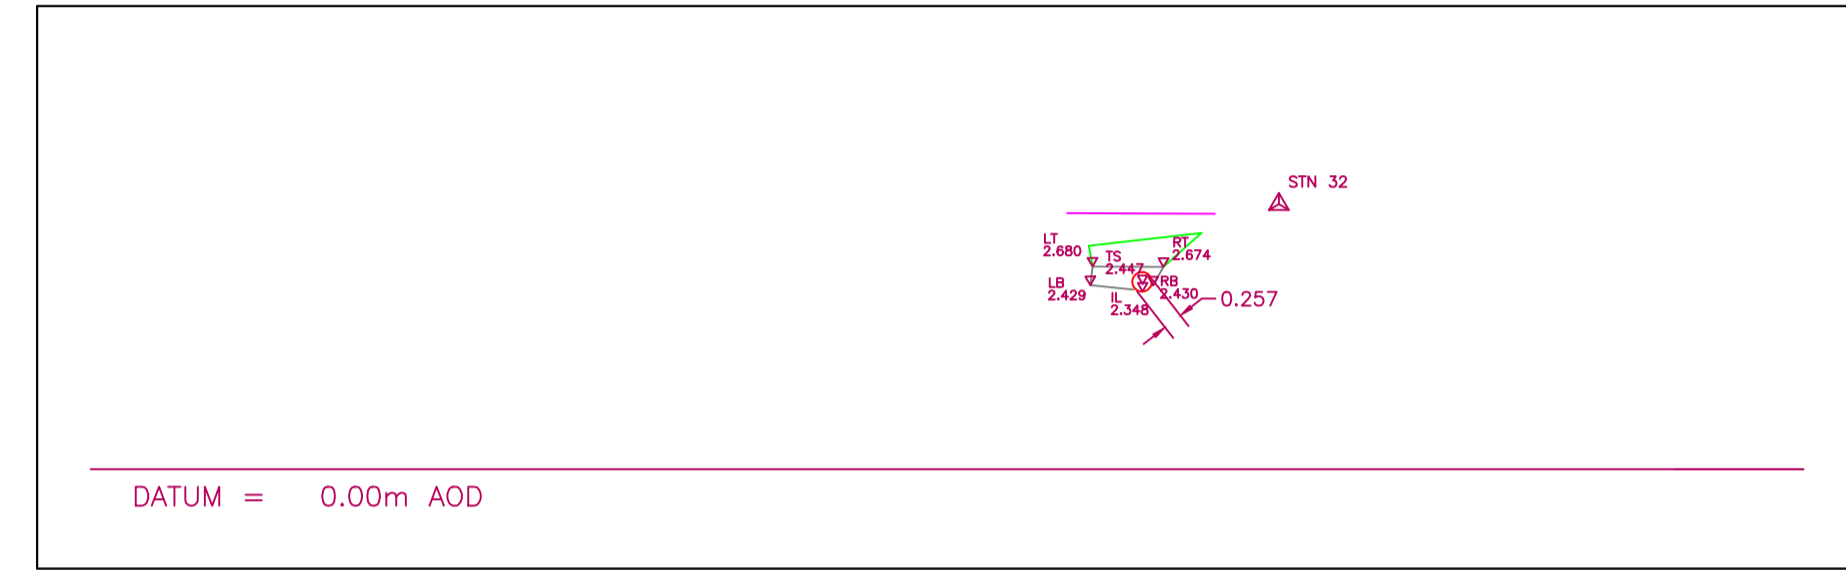 STN 32
LT
2.680
RT
2.674
TS
2.447
LB
2.429
RB
2.430
IL
2.348
0.257
DATUM = 0.00m AOD